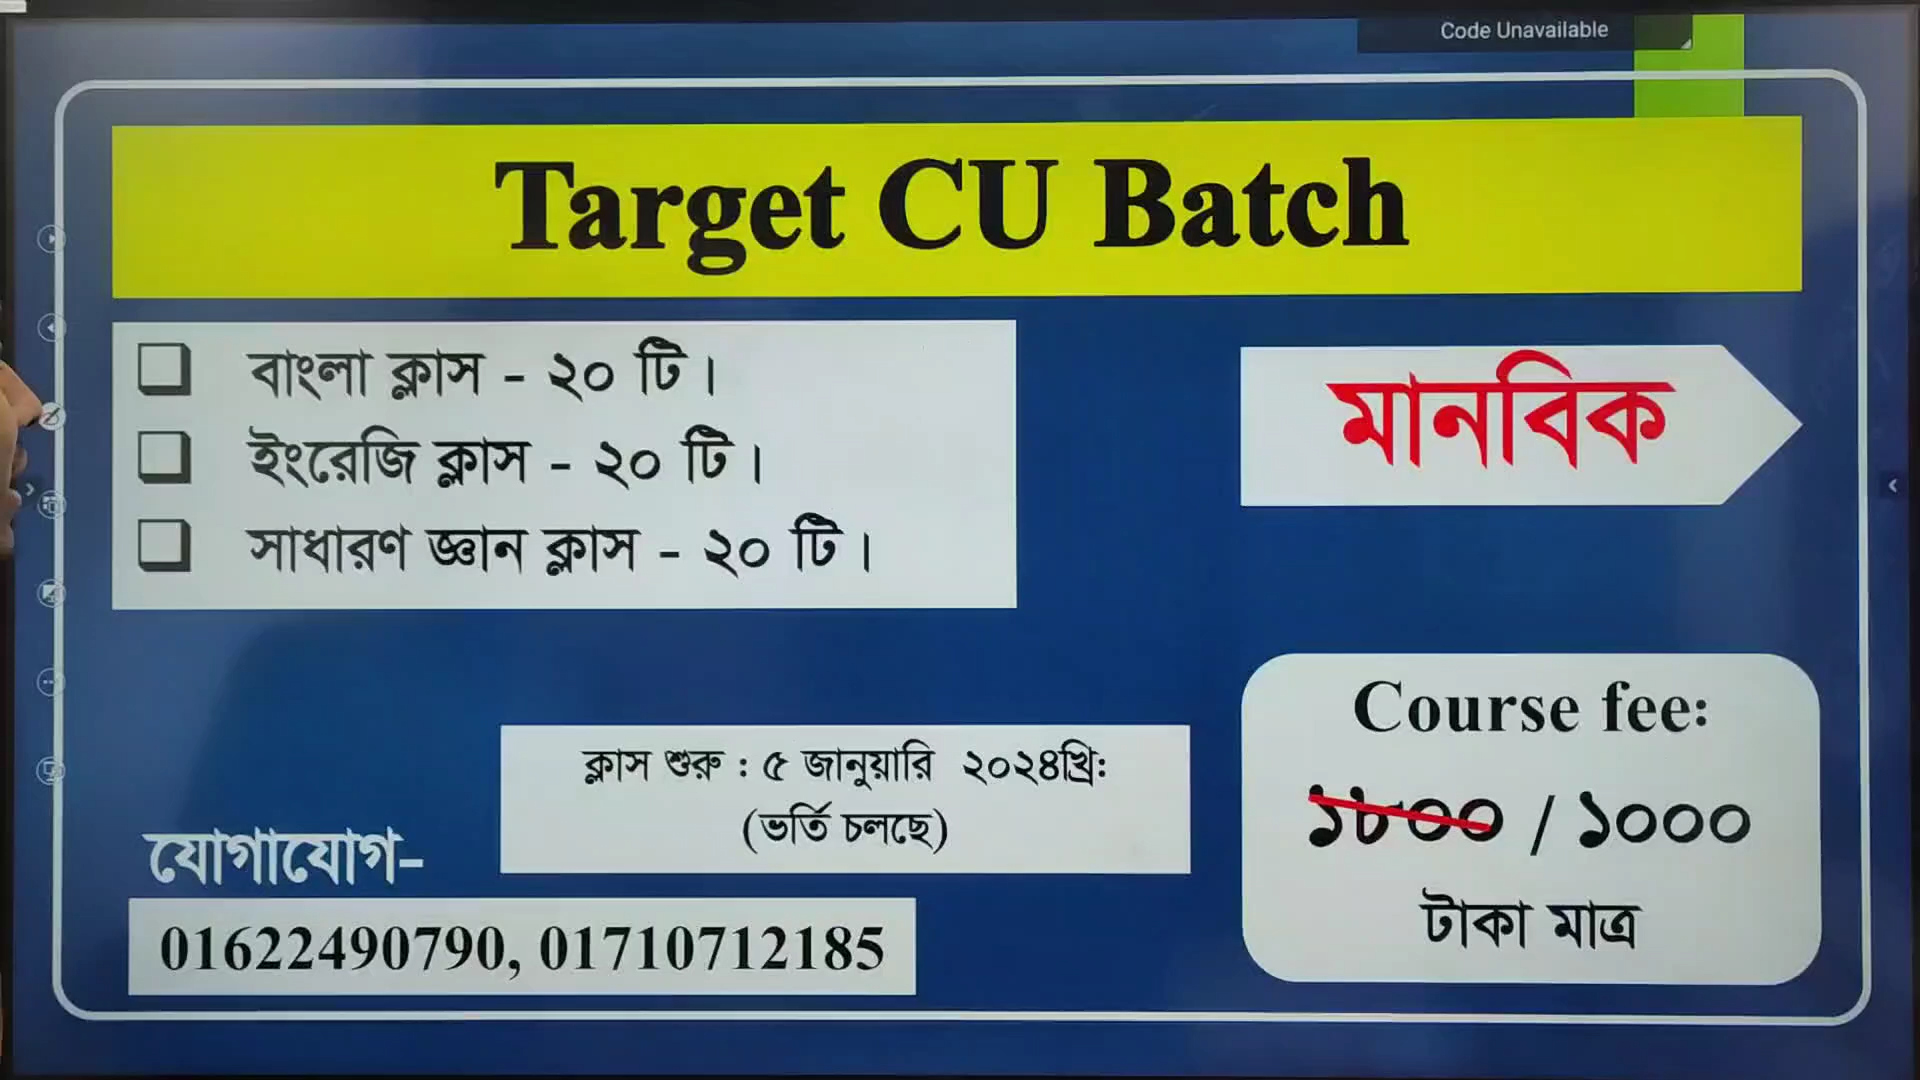 Code Unavailable
Target CU Batch
বাংলা ক্লাস - ২০ টি।
ইংরেজি ক্লাস - ২০ টি।
সাধারণ জ্ঞান ক্লাস - ২০ টি।
মানবিক
Course fee:
১৮০০ / ১০০০
টাকা মাত্র
ক্লাস শুরু : ৫ জানুয়ারি ২০২৪খ্রি:
(ভর্তি চলছে)
যোগাযোগ-
01622490790, 01710712185